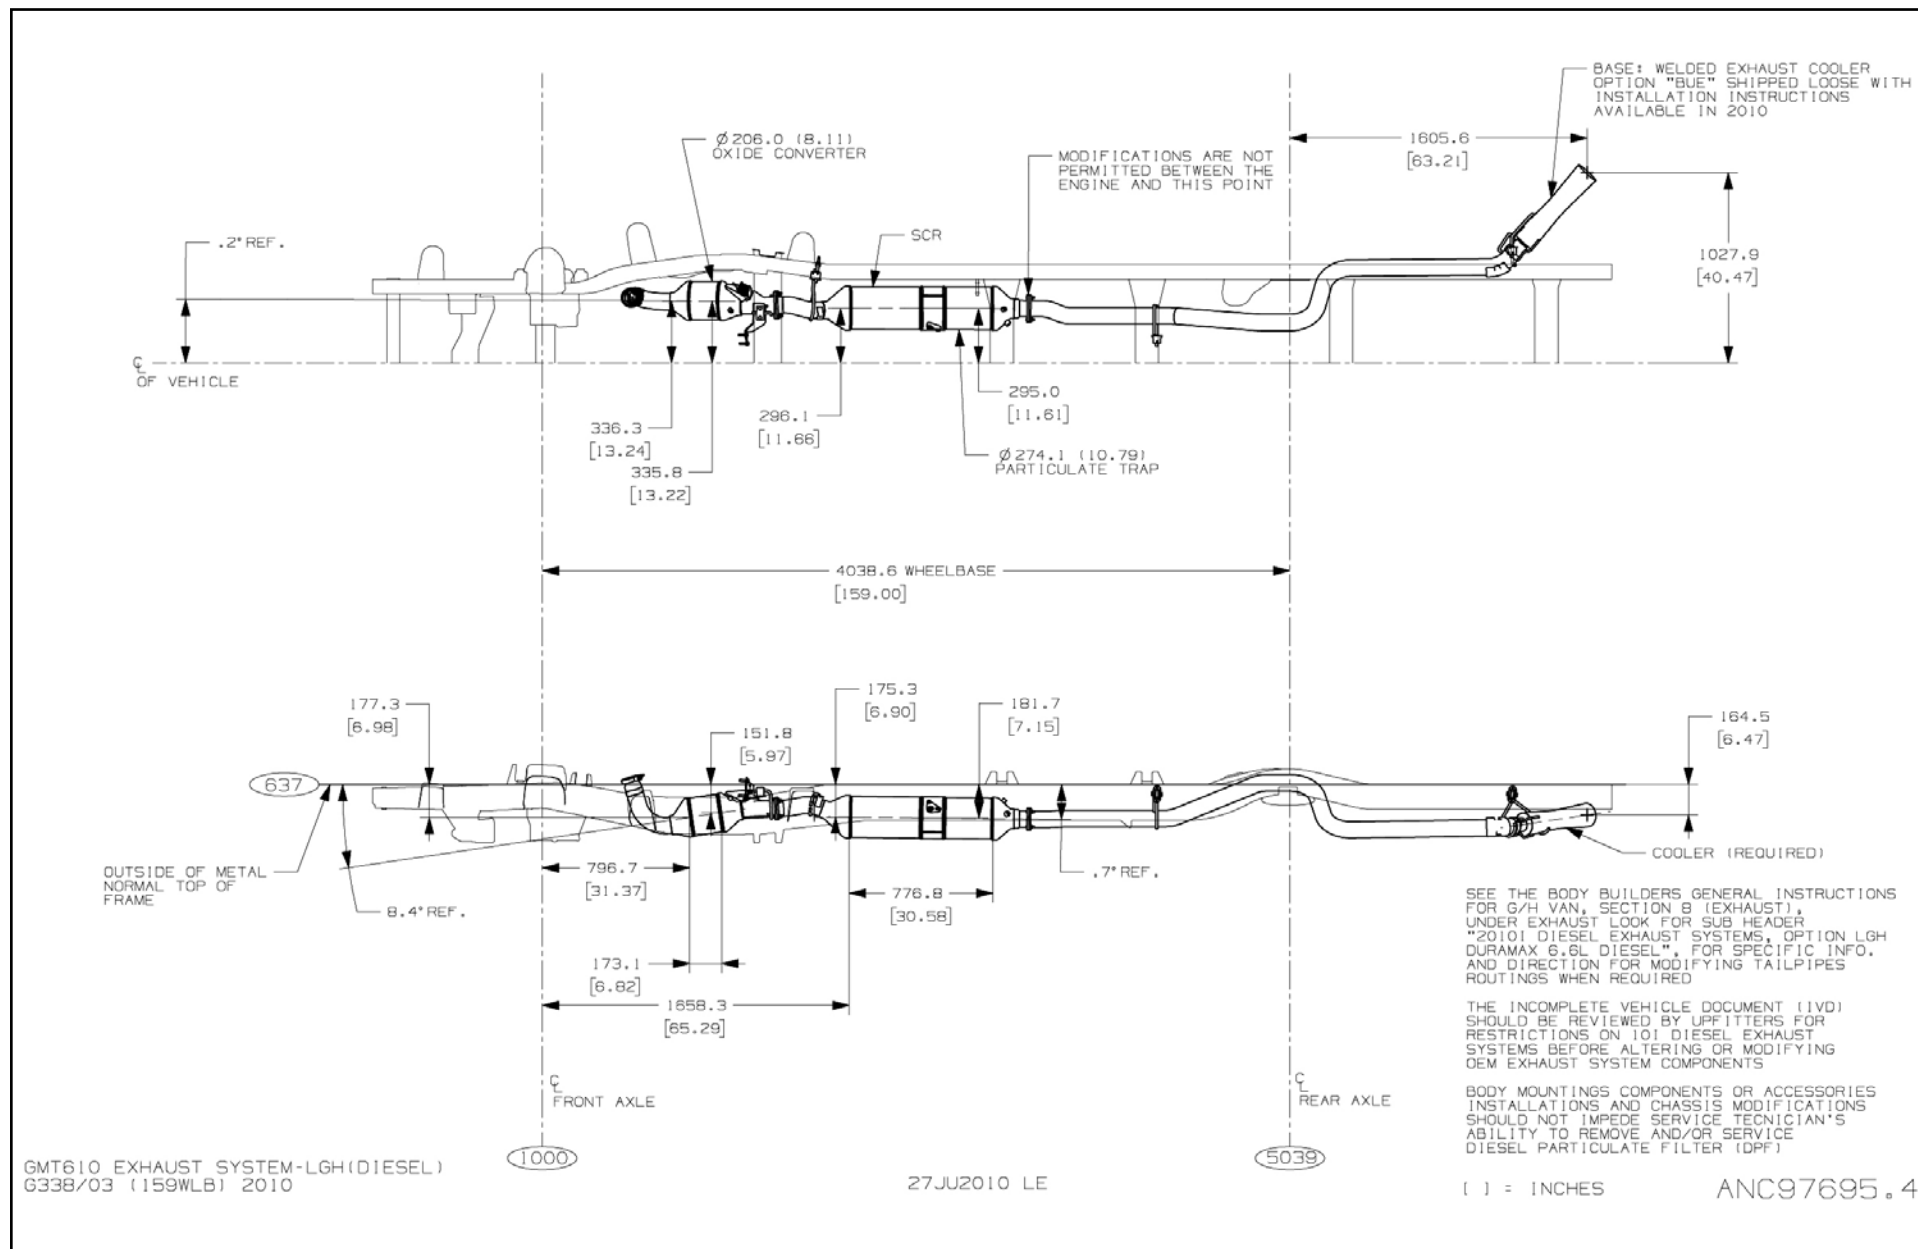 BASE: WELDED EXHAUST COOLER
OPTION "BUE" SHIPPED LOOSE WITH
INSTALLATION INSTRUCTIONS
AVAILABLE IN 2010
1605.6
[63.21]
Ø206.0 (8.11)
OXIDE CONVERTER
MODIFICATIONS ARE NOT
PERMITTED BETWEEN THE
ENGINE AND THIS POINT
.2° REF.
SCR
1027.9
[40.47]
℄
OF VEHICLE
336.3
[13.24]
335.8
[13.22]
296.1
[11.66]
295.0
[11.61]
Ø274.1 (10.79)
PARTICULATE TRAP
4038.6 WHEELBASE
[159.00]
177.3
[6.98]
151.8
[5.97]
175.3
[6.90]
181.7
[7.15]
164.5
[6.47]
637
OUTSIDE OF METAL
NORMAL TOP OF
FRAME
8.4° REF.
796.7
[31.37]
776.8
[30.58]
.7° REF.
COOLER (REQUIRED)
173.1
[6.82]
1658.3
[65.29]
SEE THE BODY BUILDERS GENERAL INSTRUCTIONS
FOR G/H VAN, SECTION 8 (EXHAUST),
UNDER EXHAUST LOOK FOR SUB HEADER
"20101 DIESEL EXHAUST SYSTEMS, OPTION LGH
DURAMAX 6.6L DIESEL", FOR SPECIFIC INFO.
AND DIRECTION FOR MODIFYING TAILPIPES
ROUTINGS WHEN REQUIRED
THE INCOMPLETE VEHICLE DOCUMENT (IVD)
SHOULD BE REVIEWED BY UPFITTERS FOR
RESTRICTIONS ON 101 DIESEL EXHAUST
SYSTEMS BEFORE ALTERING OR MODIFYING
OEM EXHAUST SYSTEM COMPONENTS
BODY MOUNTINGS COMPONENTS OR ACCESSORIES
INSTALLATIONS AND CHASSIS MODIFICATIONS
SHOULD NOT IMPEDE SERVICE TECNICIAN'S
ABILITY TO REMOVE AND/OR SERVICE
DIESEL PARTICULATE FILTER (DPF)
℄
FRONT AXLE
℄
REAR AXLE
1000
5039
GMT610 EXHAUST SYSTEM-LGH(DIESEL)
G338/03 (159WLB) 2010
27JU2010 LE
[ ] = INCHES
ANC97695.4